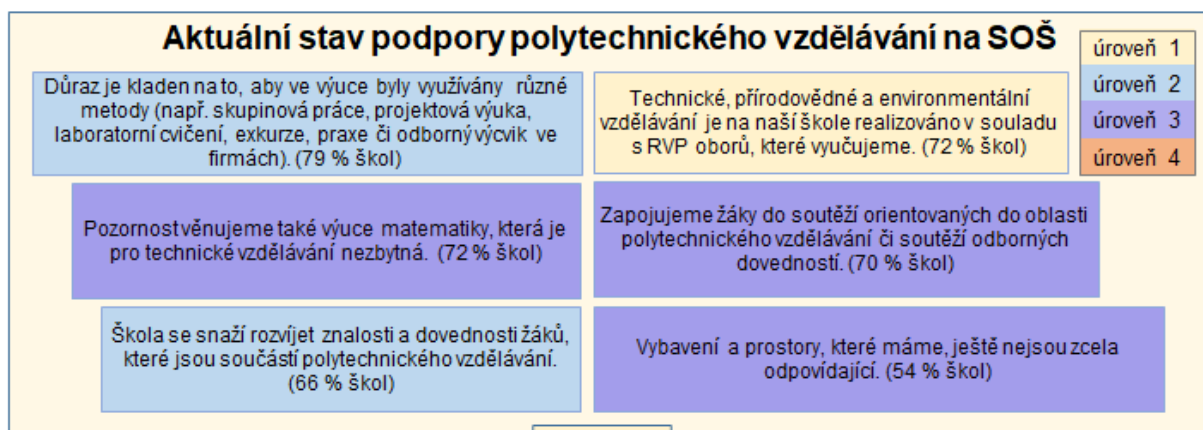 Aktuální stav podpory polytechnického vzdělávání na SOŠ
úroveň 1
úroveň 2
úroveň 3
úroveň 4
Důraz je kladen na to, aby ve výuce byly využívány různé
metody (např. skupinová práce, projektová výuka,
laboratorní cvičení, exkurze, praxe či odborný výcvik ve
firmách). (79 % škol)
Technické, přírodovědné a environmentální
vzdělávání je na naší škole realizováno v souladu
s RVP oborů, které vyučujeme. (72 % škol)
Pozornost věnujeme také výuce matematiky, která je
pro technické vzdělávání nezbytná. (72 % škol)
Zapojujeme žáky do soutěží orientovaných do oblasti
polytechnického vzdělávání či soutěží odborných
dovedností. (70 % škol)
Škola se snaží rozvíjet znalosti a dovednosti žáků,
které jsou součástí polytechnického vzdělávání.
(66 % škol)
Vybavení a prostory, které máme, ještě nejsou zcela
odpovídající. (54 % škol)